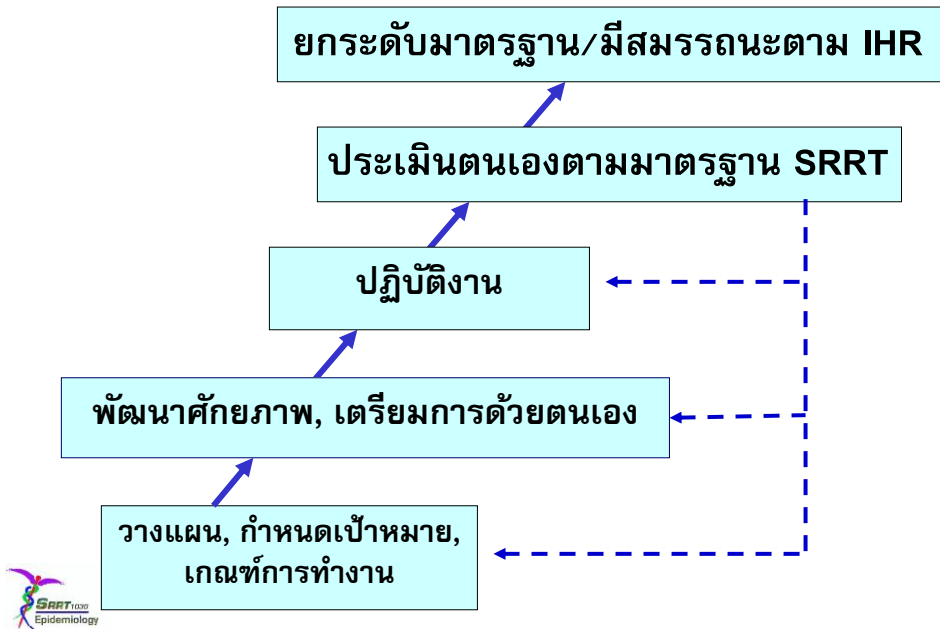 ยกระดับมาตรฐาน/มีสมรรถนะตาม IHR
ประเมินตนเองตามมาตรฐาน SRRT
ปฏิบัติงาน
พัฒนาศักยภาพ, เตรียมการด้วยตนเอง
วางแผน, กำหนดเป้าหมาย,
เกณฑ์การทำงาน
SRRT 1030
Epidemiology